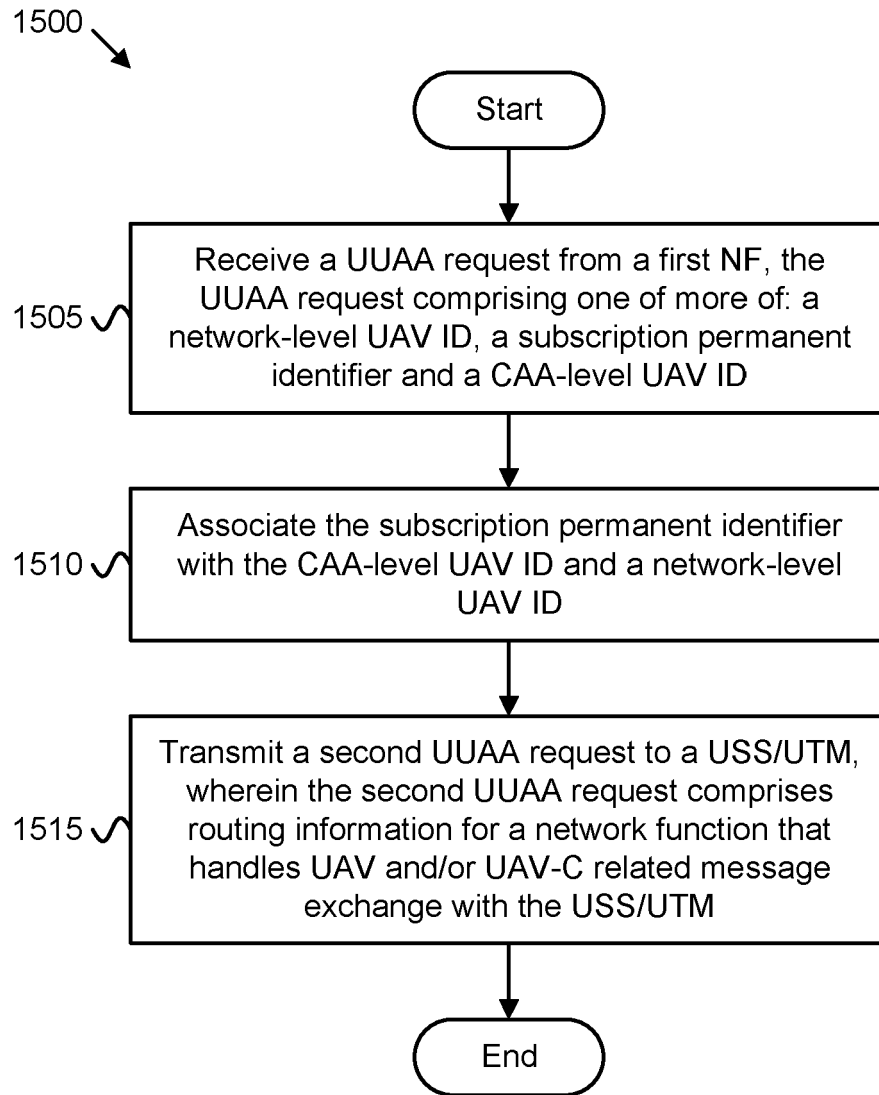 1500
Start
1505
Receive a UUAA request from a first NF, the
UUAA request comprising one of more of: a
network-level UAV ID, a subscription permanent
identifier and a CAA-level UAV ID
1510
Associate the subscription permanent identifier
with the CAA-level UAV ID and a network-level
UAV ID
1515
Transmit a second UUAA request to a USS/UTM,
wherein the second UUAA request comprises
routing information for a network function that
handles UAV and/or UAV-C related message
exchange with the USS/UTM
End